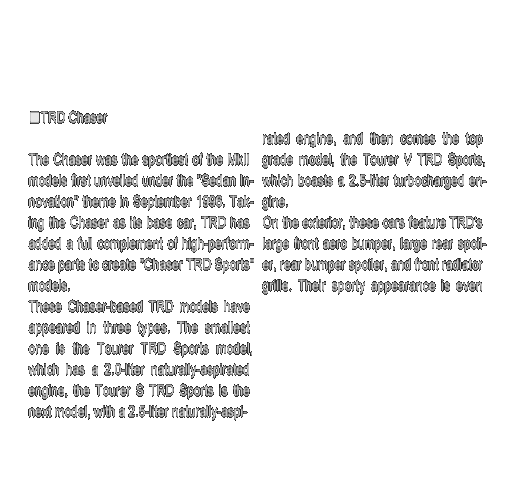 ■TRD Chaser
The Chaser was the sportiest of the MkII
models first unveiled under the "Sedan In-
novation" theme in September 1996. Tak-
ing the Chaser as its base car, TRD has
added a full complement of high-perform-
ance parts to create "Chaser TRD Sports"
models.
These Chaser-based TRD models have
appeared in three types. The smallest
one is the Tourer TRD Sports model,
which has a 2.0-liter naturally-aspirated
engine, the Tourer S TRD Sports is the
next model, with a 2.5-liter naturally-aspi-
rated engine, and then comes the top
grade model, the Tourer V TRD Sports,
which boasts a 2.5-liter turbocharged en-
gine.
On the exterior, these cars feature TRD's
large front aero bumper, large rear spoil-
er, rear bumper spoiler, and front radiator
grille. Their sporty appearance is even